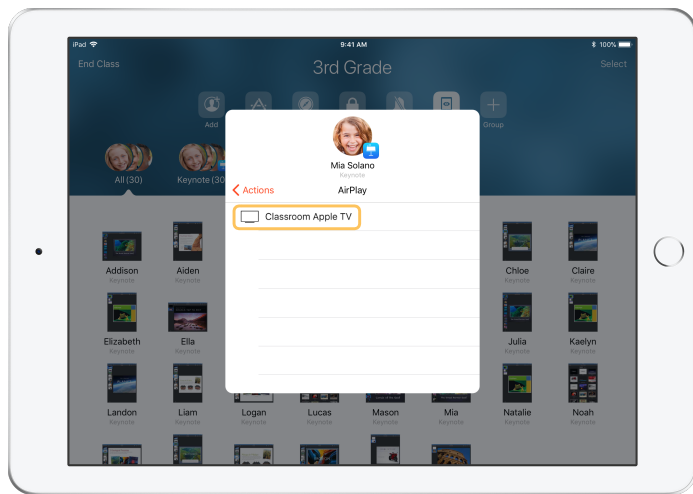 iPad 9:41 AM 100%
End Class 3rd Grade Select
Add Group
All (30) Keynote (30
Mia Solano
Keynote
Actions AirPlay
Classroom Apple TV
Addison Aiden Chloe Claire
Keynote Keynote Keynote Keynote
Elizabeth Ella Julia Kaelyn
Keynote Keynote Keynote Keynote
Landon Liam Logan Lucas Mason Mia Natalie Noah
Keynote Keynote Keynote Keynote Keynote Keynote Keynote Keynote